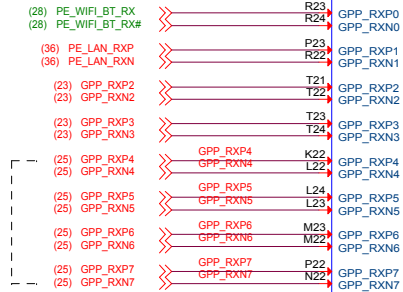 (28) PE_WIFI_BT_RX R23 GPP_RXP0
(28) PE_WIFI_BT_RX# R24 GPP_RXN0
(36) PE_LAN_RXP P23 GPP_RXP1
(36) PE_LAN_RXN R22 GPP_RXN1
(23) GPP_RXP2 T21 GPP_RXP2
(23) GPP_RXN2 T22 GPP_RXN2
(23) GPP_RXP3 T23 GPP_RXP3
(23) GPP_RXN3 T24 GPP_RXN3
(25) GPP_RXP4 GPP_RXP4 K22 GPP_RXP4
(25) GPP_RXN4 GPP_RXN4 L22 GPP_RXN4
(25) GPP_RXP5 GPP_RXP5 L24 GPP_RXP5
(25) GPP_RXN5 GPP_RXN5 L23 GPP_RXN5
(25) GPP_RXP6 GPP_RXP6 M23 GPP_RXP6
(25) GPP_RXN6 GPP_RXN6 M22 GPP_RXN6
(25) GPP_RXP7 GPP_RXP7 P22 GPP_RXP7
(25) GPP_RXN7 GPP_RXN7 N22 GPP_RXN7